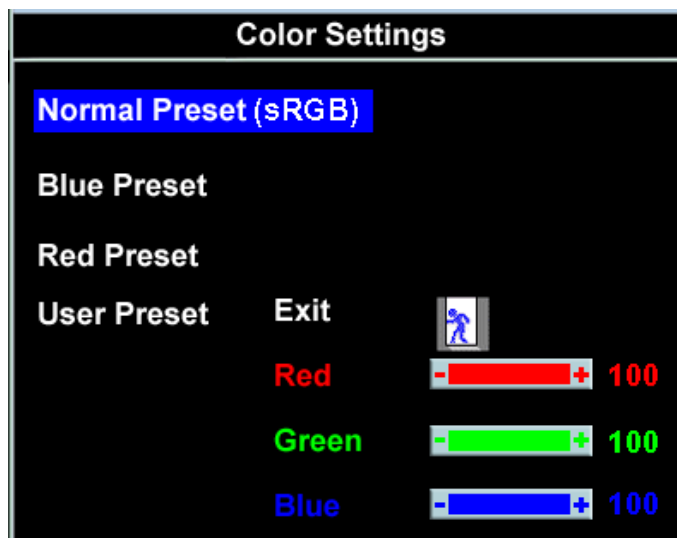 Color Settings
Normal Preset (sRGB)
Blue Preset
Red Preset
User Preset Exit
Red - + 100
Green - + 100
Blue - + 100